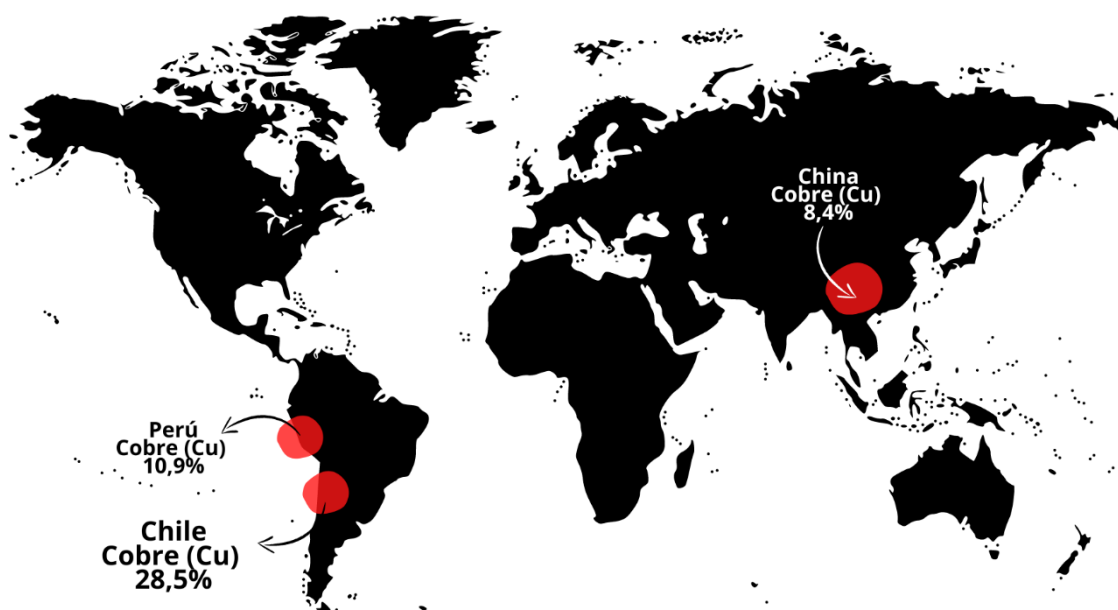 China
Cobre (Cu)
8,4%
Perú
Cobre (Cu)
10,9%
Chile
Cobre (Cu)
28,5%